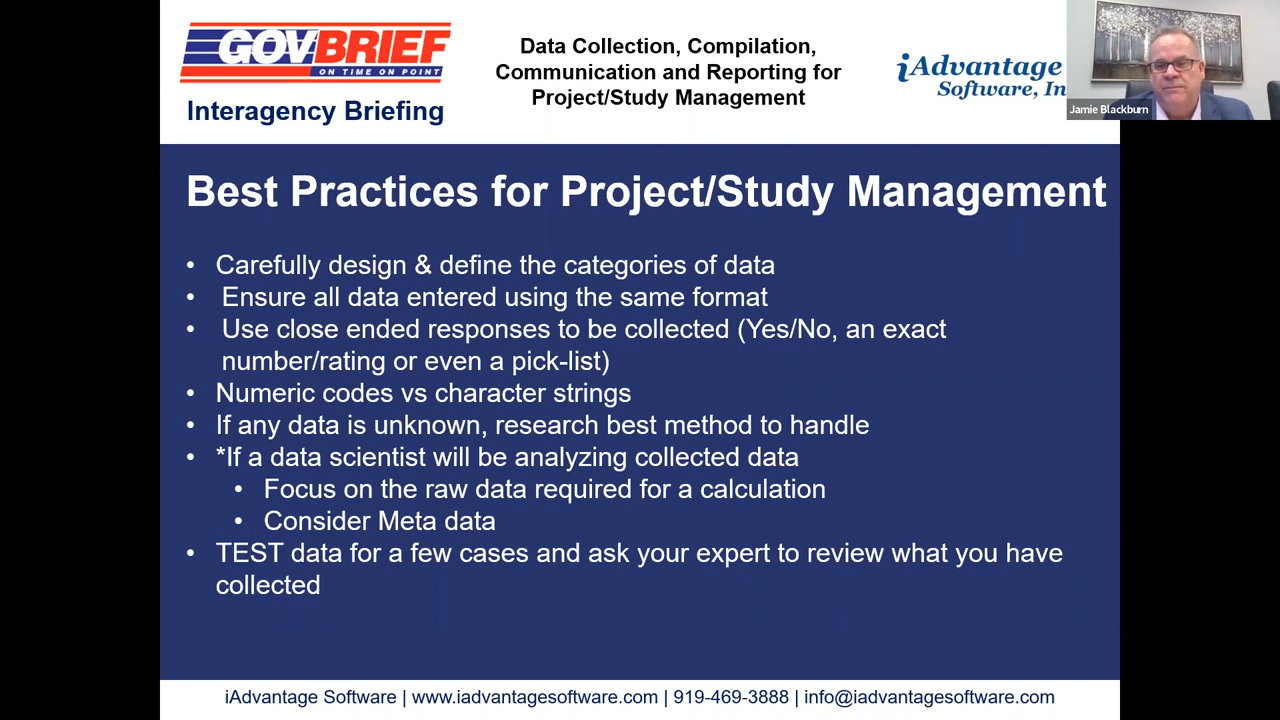 GOVBRIEF
ON TIME ON POINT
Interagency Briefing
Data Collection, Compilation,
Communication and Reporting for
Project/Study Management
iAdvantage
Software, In
Jamie Blackburn
Best Practices for Project/Study Management
• Carefully design & define the categories of data
• Ensure all data entered using the same format
• Use close ended responses to be collected (Yes/No, an exact
number/rating or even a pick-list)
• Numeric codes vs character strings
• If any data is unknown, research best method to handle
• *If a data scientist will be analyzing collected data
• Focus on the raw data required for a calculation
• Consider Meta data
• TEST data for a few cases and ask your expert to review what you have
collected
iAdvantage Software | www.iadvantagesoftware.com | 919-469-3888 | info@iadvantagesoftware.com